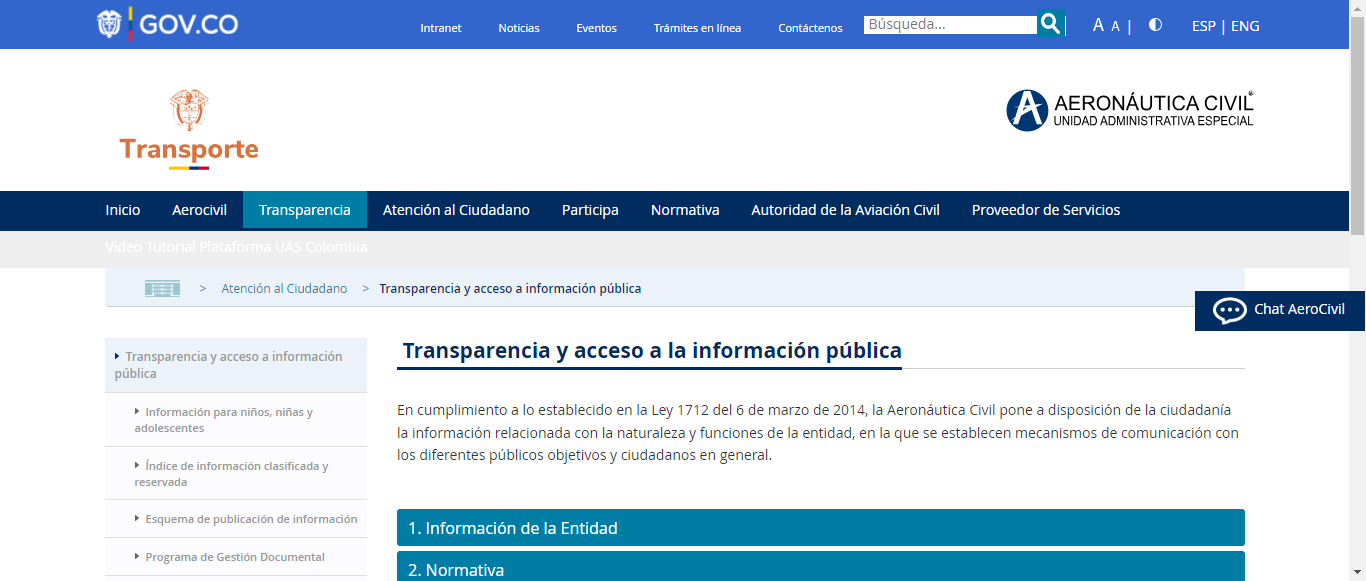 GOV.CO
Intranet Noticias Eventos Trámites en línea Contáctenos Búsqueda... A A | ESP | ENG
Transporte
AERONÁUTICA CIVIL®
UNIDAD ADMINISTRATIVA ESPECIAL
Inicio Aerocivil Transparencia Atención al Ciudadano Participa Normativa Autoridad de la Aviación Civil Proveedor de Servicios
Video Tutorial Plataforma UAS Colombia
> Atención al Ciudadano > Transparencia y acceso a información pública
Chat AeroCivil
Transparencia y acceso a información
pública
Información para niños, niñas y
adolescentes
Índice de información clasificada y
reservada
Esquema de publicación de información
Programa de Gestión Documental
Transparencia y acceso a la información pública
En cumplimiento a lo establecido en la Ley 1712 del 6 de marzo de 2014, la Aeronáutica Civil pone a disposición de la ciudadanía
la información relacionada con la naturaleza y funciones de la entidad, en la que se establecen mecanismos de comunicación con
los diferentes públicos objetivos y ciudadanos en general.
1. Información de la Entidad
2. Normativa